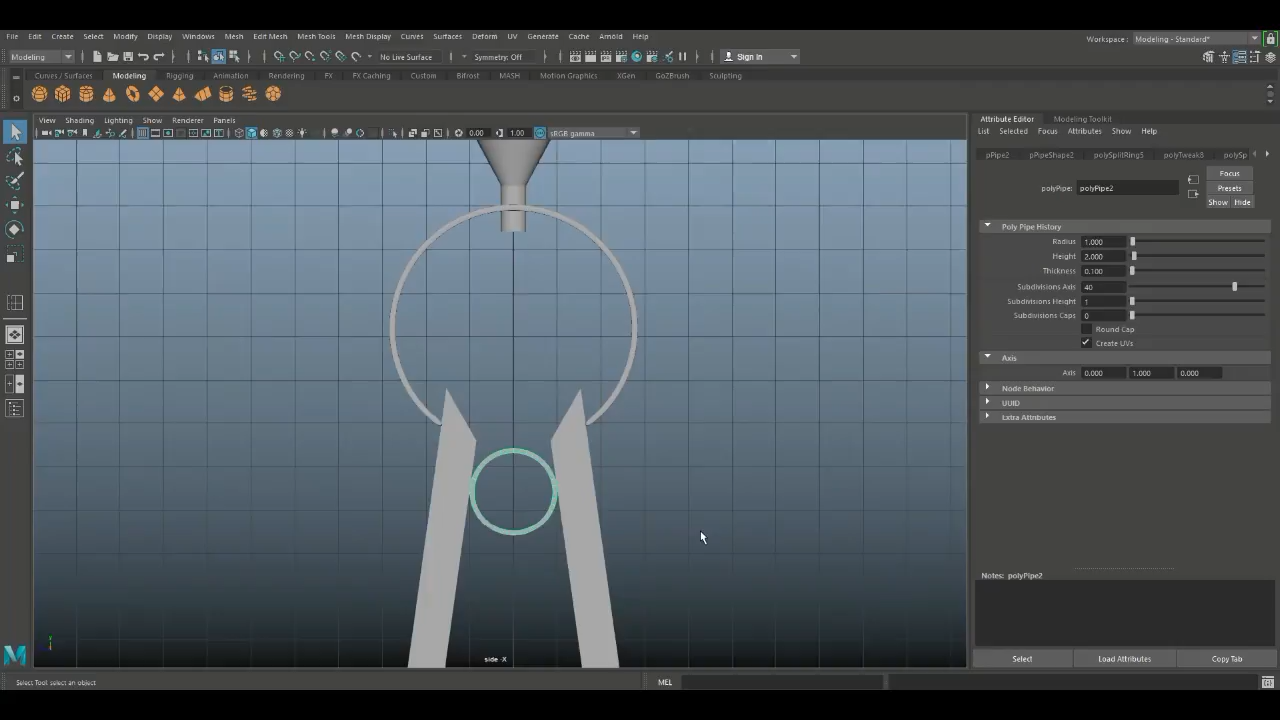 File Edit Create Select Modify Display Windows Mesh Edit Mesh Mesh Tools Mesh Display Curves Surfaces Deform UV Generate Cache Arnold Help
Workspace: Modeling - Standard*
Modeling No Live Surface Symmetry: Off Sign In
Curves / Surfaces Modeling Rigging Animation Rendering FX FX Caching Custom Bifrost MASH Motion Graphics XGen GoZBrush Sculpting
View Shading Lighting Show Renderer Panels
0.00 1.00 sRGB gamma
Attribute Editor Modeling Toolkit
List Selected Focus Attributes Show Help
pPipe2 pPipeShape2 polySplitRing5 polyTweak8 polySp
polyPipe: polyPipe2
Focus
Presets
Show Hide
Poly Pipe History
Radius 1.000
Height 2.000
Thickness 0.100
Subdivisions Axis 40
Subdivisions Height 1
Subdivisions Caps 0
Round Cap
Create UVs
Axis
Axis 0.000 1.000 0.000
Node Behavior
UUID
Extra Attributes
Notes: polyPipe2
Select Load Attributes Copy Tab
side -X
Select Tool: select an object
MEL